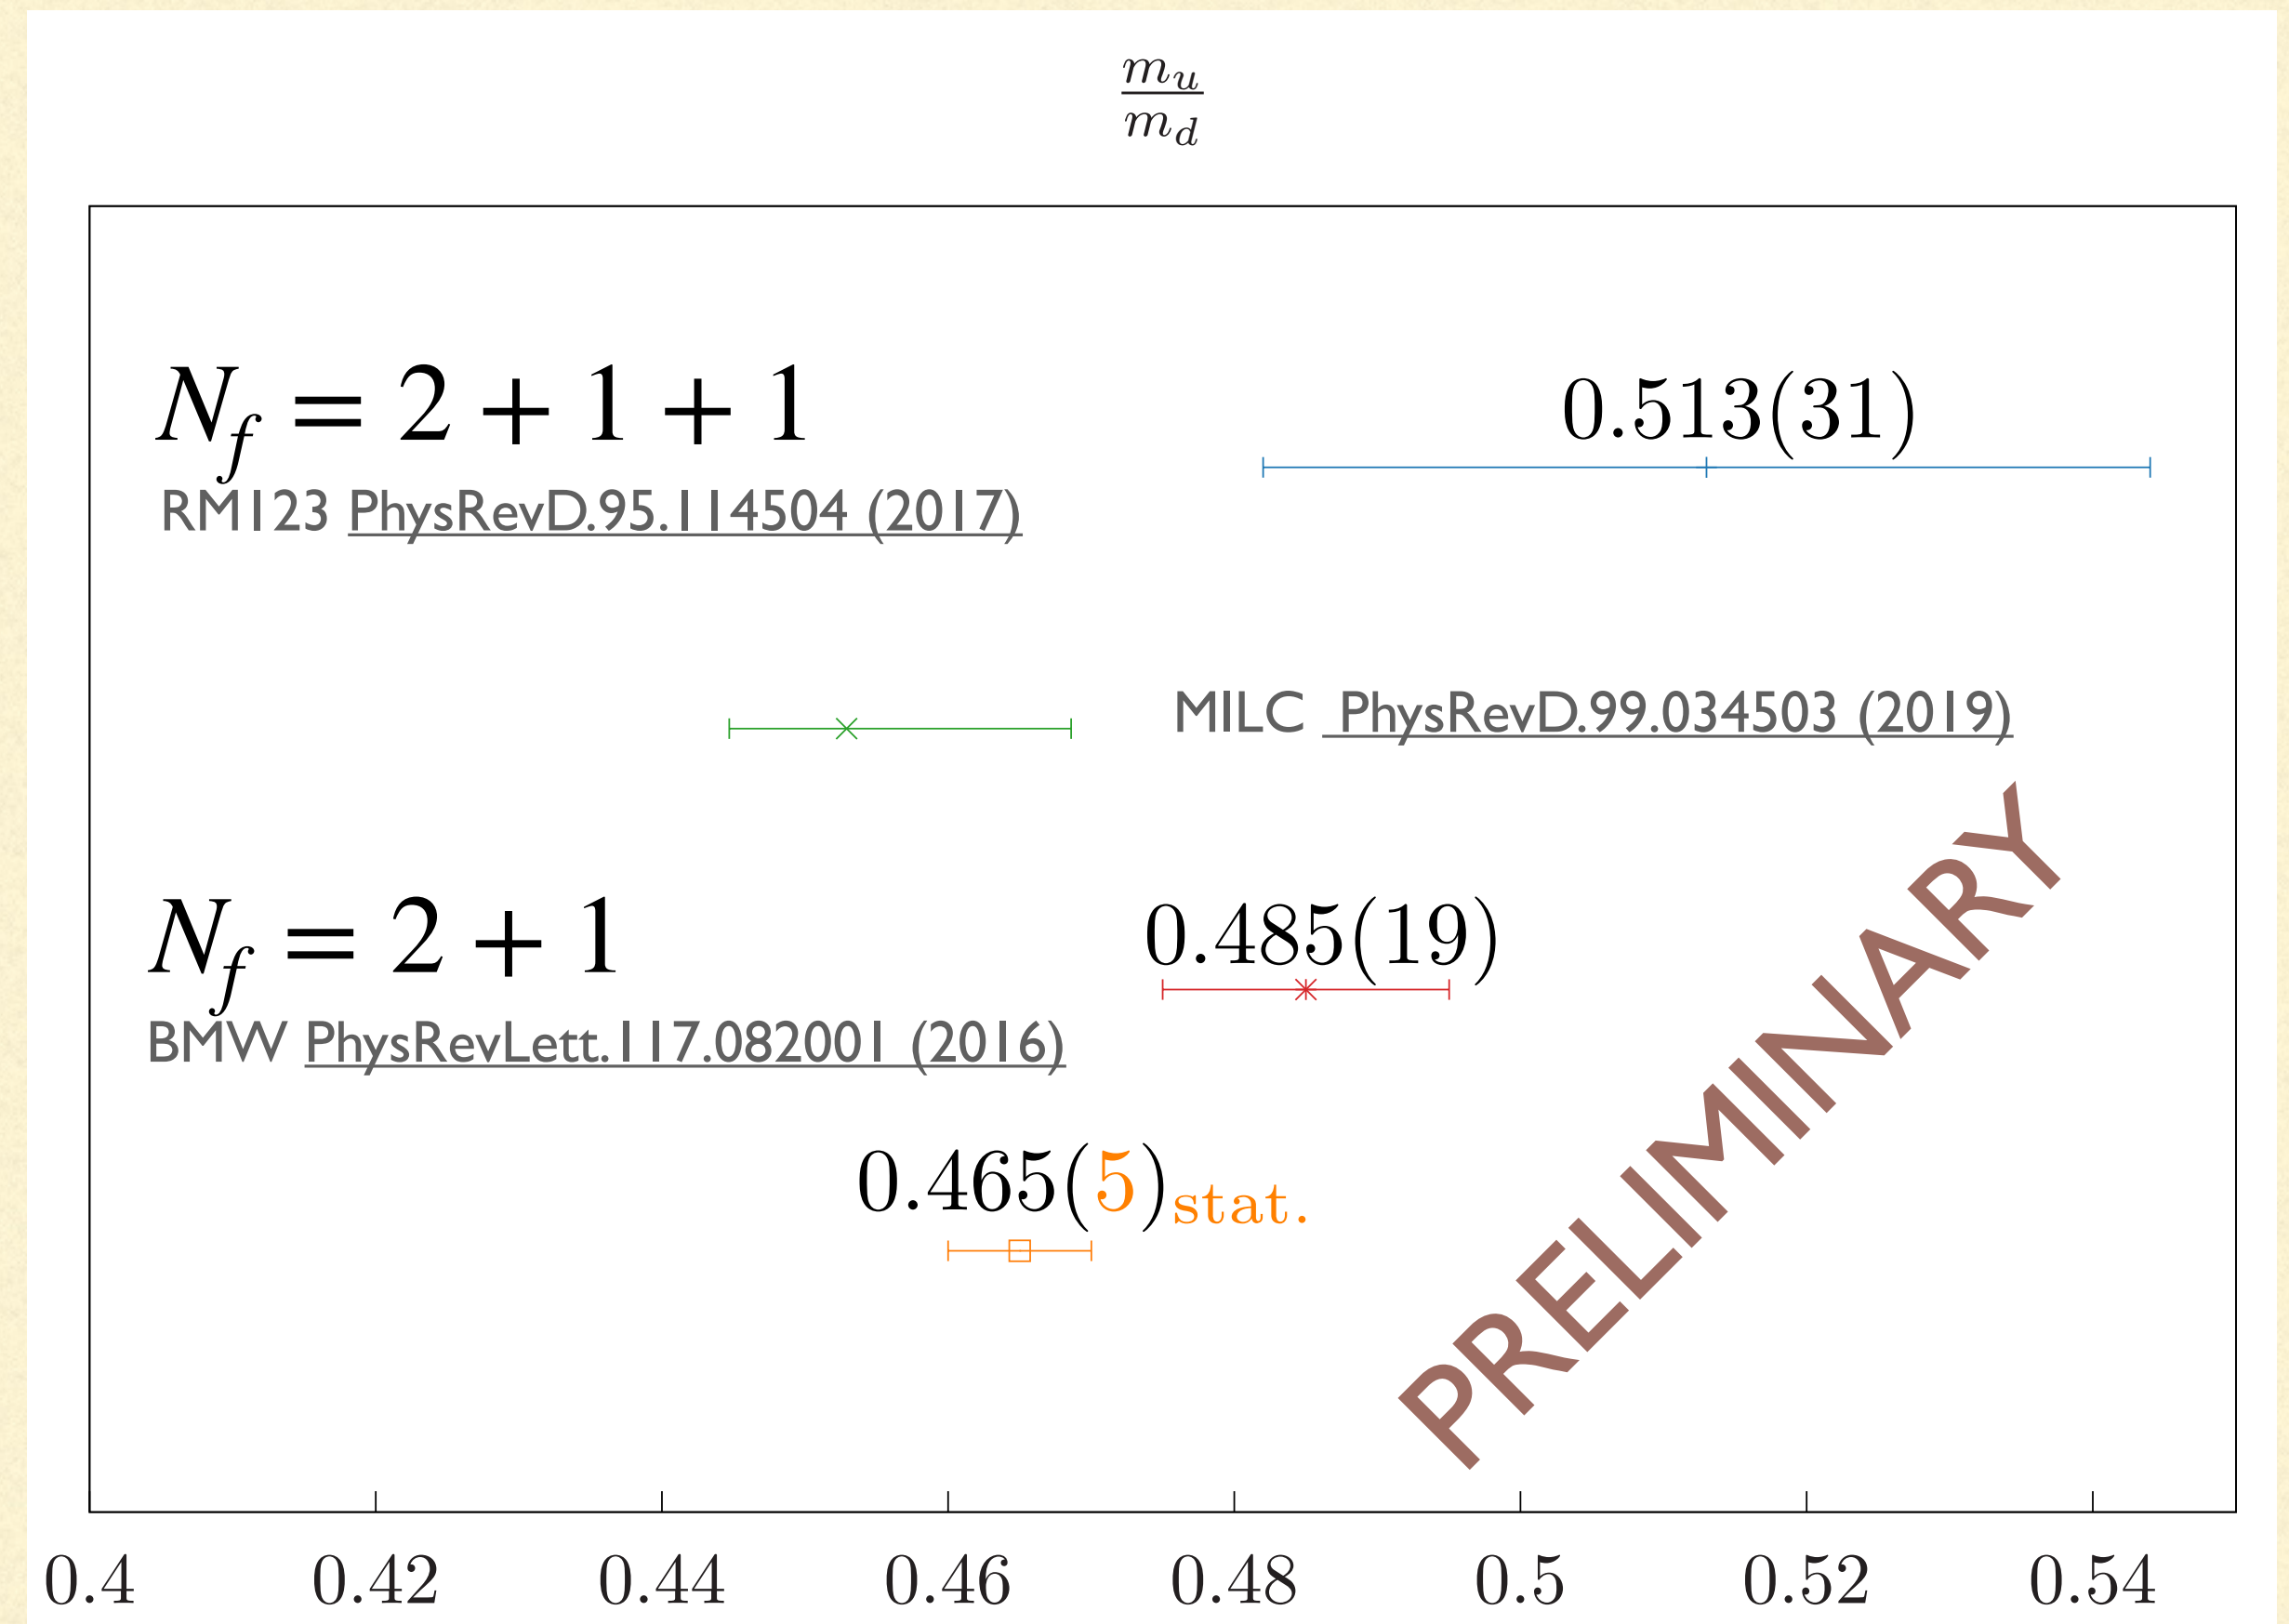 m_u
m_d
N_f = 2 + 1 + 1
0.513(31)
RM123 PhysRevD.95.114504 (2017)
MILC PhysRevD.99.034503 (2019)
N_f = 2 + 1
0.485(19)
BMW PhysRevLett.117.082001 (2016)
0.465(5)stat.
PRELIMINARY
0.4 0.42 0.44 0.46 0.48 0.5 0.52 0.54